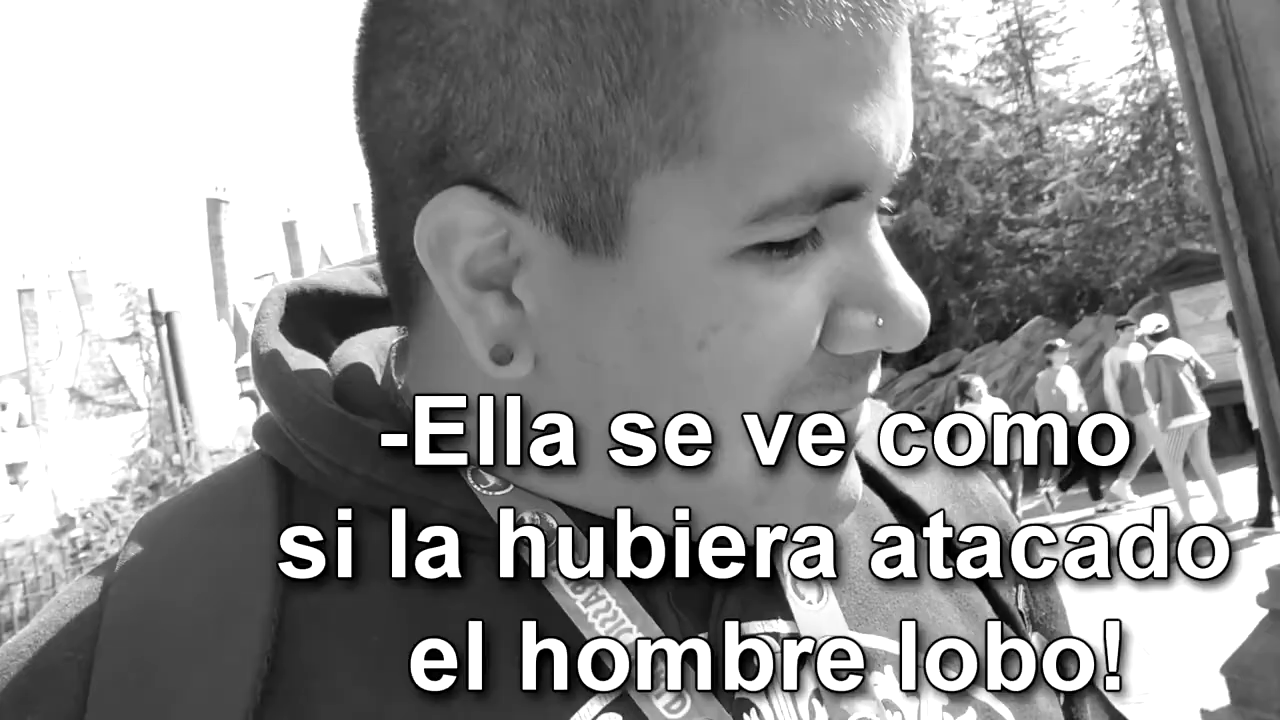 -Ella se ve como
si la hubiera atacado
el hombre lobo!